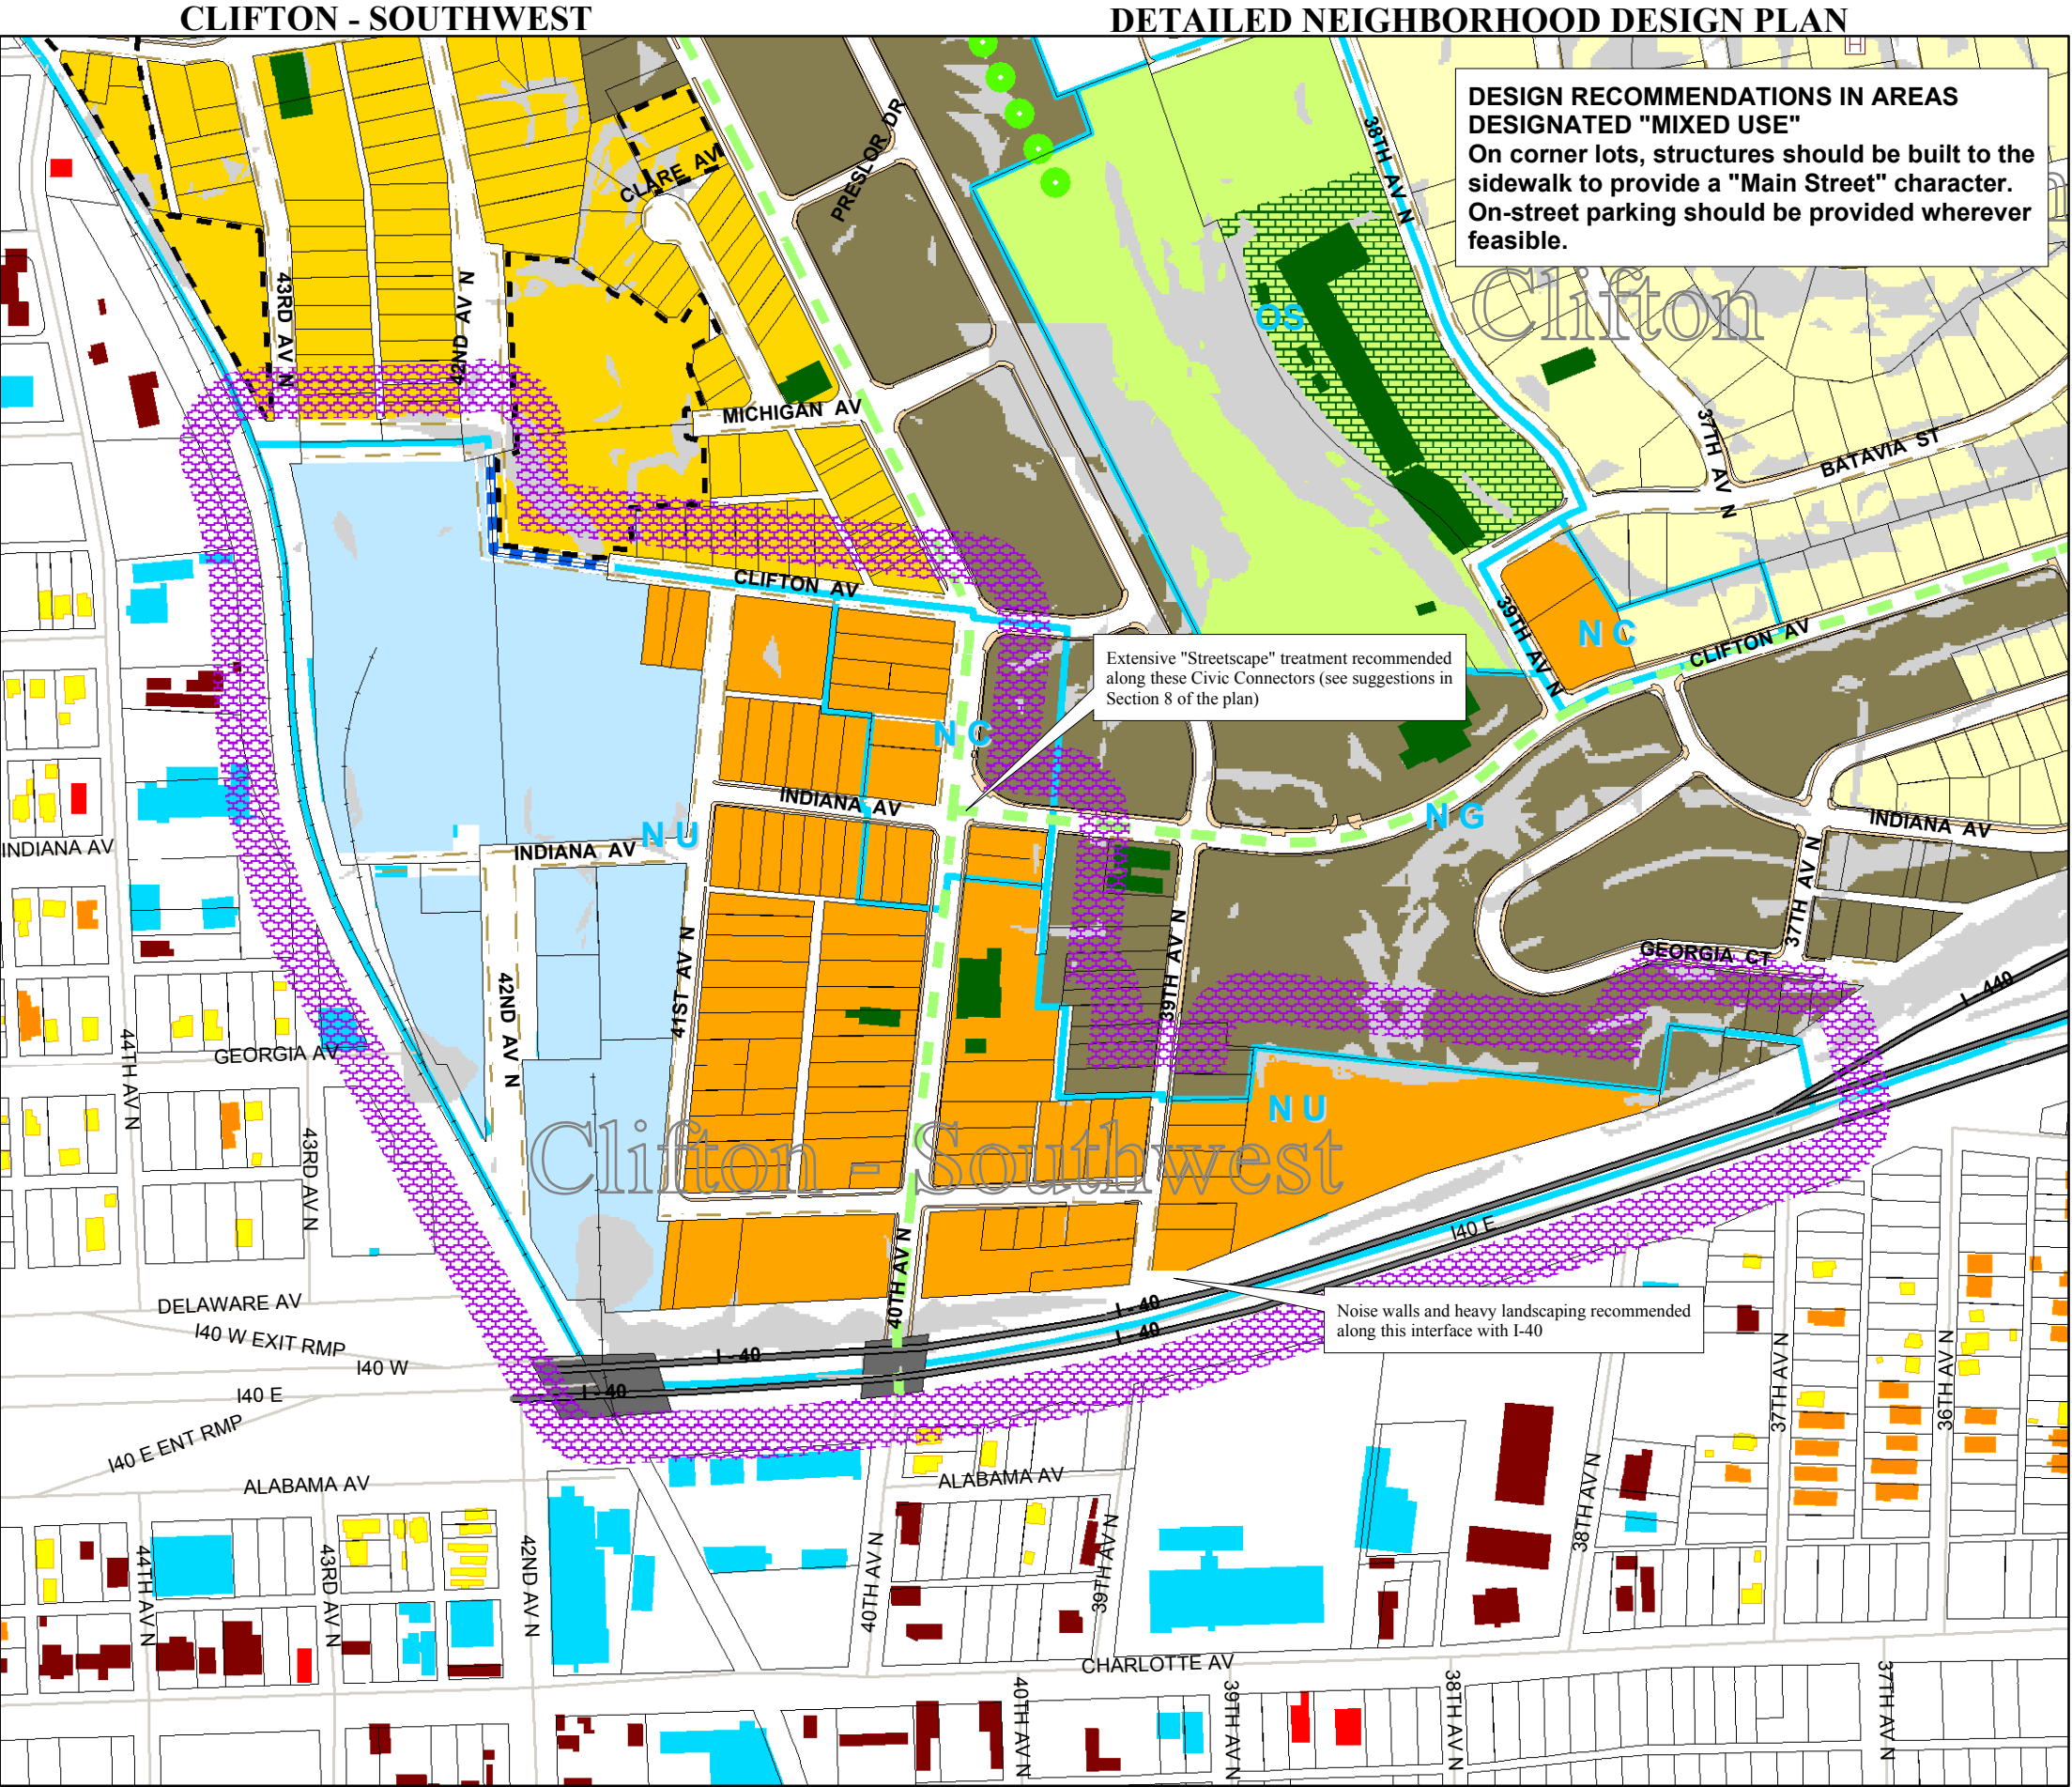 CLIFTON - SOUTHWEST
DETAILED NEIGHBORHOOD DESIGN PLAN
H
DESIGN RECOMMENDATIONS IN AREAS
DESIGNATED "MIXED USE"
On corner lots, structures should be built to the
sidewalk to provide a "Main Street" character.
On-street parking should be provided wherever
feasible.
38TH AV N
PRESLOR DR
CLARE AV
43RD AV N
42ND AV N
OS
Clifton
MICHIGAN AV
37TH AV N
BATAVIA ST
CLIFTON AV
39TH AV N
N C
CLIFTON AV
Extensive "Streetscape" treatment recommended
along these Civic Connectors (see suggestions in
Section 8 of the plan)
N C
INDIANA AV
N U
INDIANA AV
N G
INDIANA AV
INDIANA AV
37TH AV N
41ST AV N
39TH AV N
GEORGIA CT
I - 440
42ND AV N
44TH AV N
GEORGIA AV
N U
43RD AV N
Clifton - Southwest
40TH AV N
I40 E
Noise walls and heavy landscaping recommended
along this interface with I-40
DELAWARE AV
I - 40
I - 40
I40 W EXIT RMP
I - 40
I40 W
I - 40
I40 E
I40 E ENT RMP
37TH AV N
36TH AV N
ALABAMA AV
ALABAMA AV
44TH AV N
43RD AV N
42ND AV N
40TH AV N
39TH AV N
38TH AV N
CHARLOTTE AV
40TH AV N
39TH AV N
38TH AV N
37TH AV N